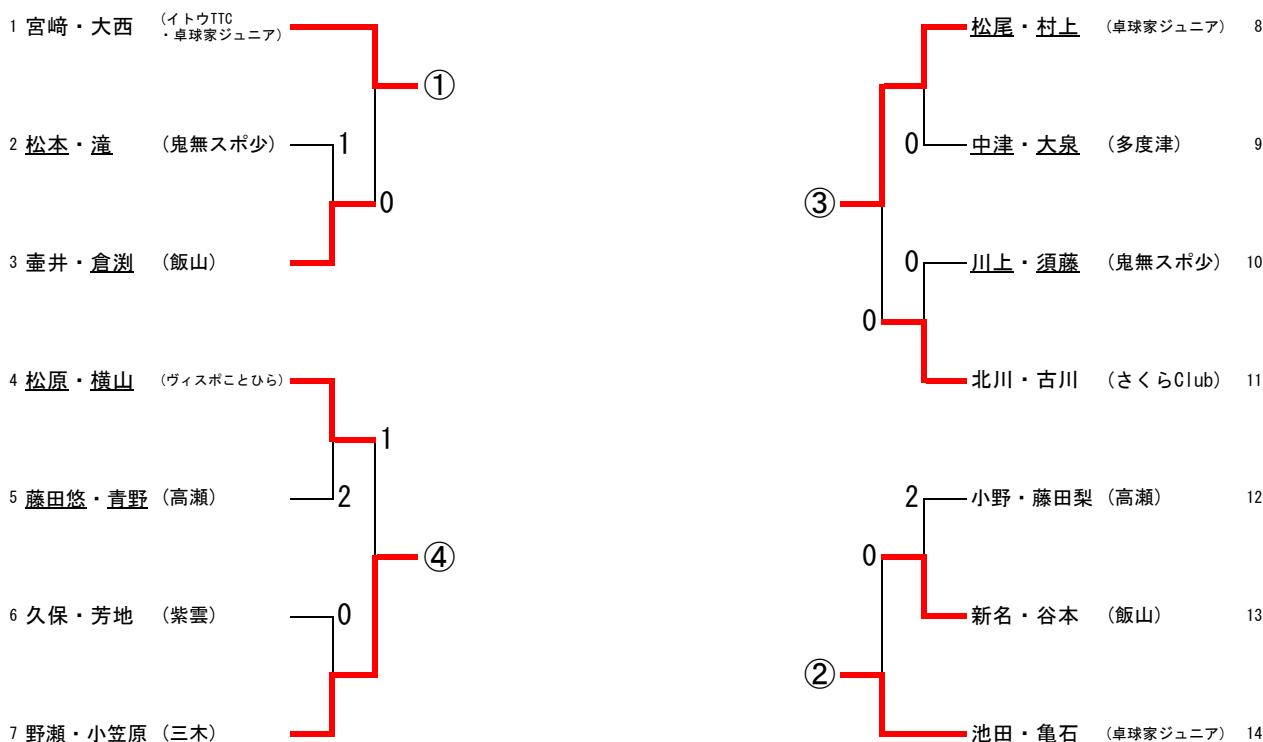 1 宮﨑・大西 (イトウTTC
・卓球家ジュニア)
①
2 松本・滝 (鬼無スポ少) 1
0
3 壷井・倉渕 (飯山)
4 松原・横山 (ヴィスポことひら)
1
5 藤田悠・青野 (高瀬) 2
④
6 久保・芳地 (紫雲) 0
7 野瀬・小笠原 (三木)
松尾・村上 (卓球家ジュニア) 8
0 中津・大泉 (多度津) 9
③
0 川上・須藤 (鬼無スポ少) 10
0
北川・古川 (さくらClub) 11
2 小野・藤田梨 (高瀬) 12
0
新名・谷本 (飯山) 13
②
池田・亀石 (卓球家ジュニア) 14